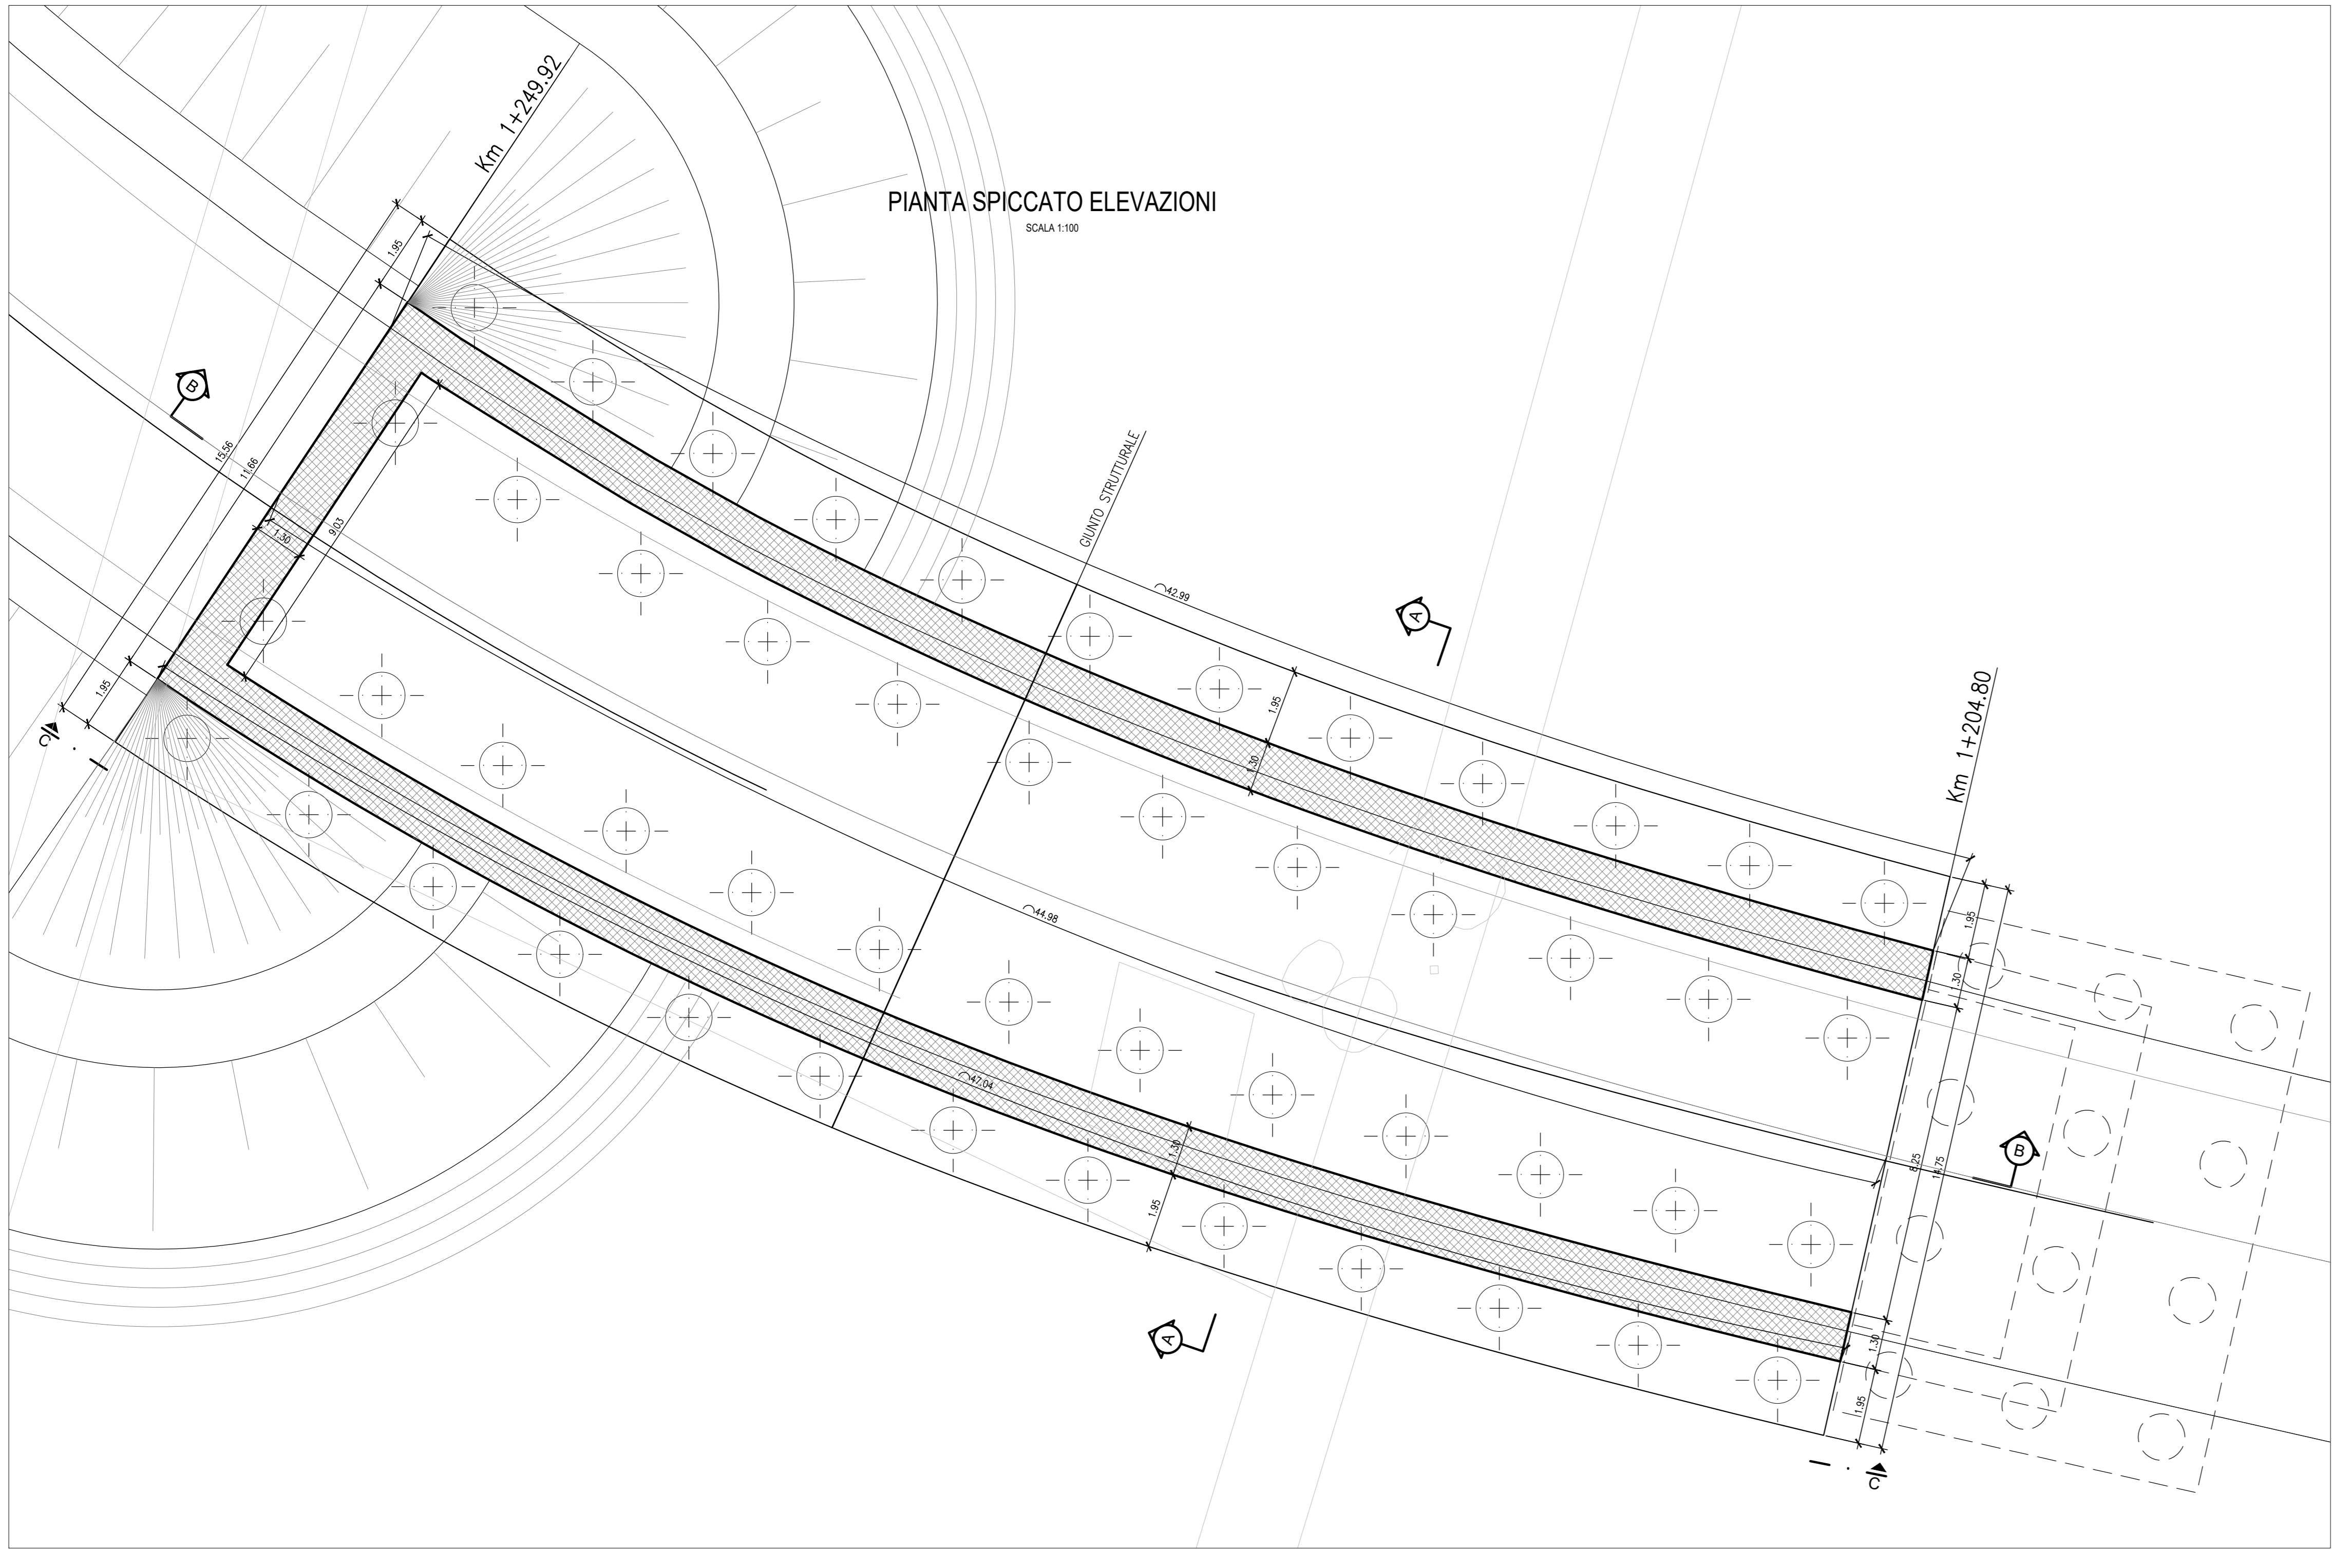 Km 1+249.92
PIANTA SPICCATO ELEVAZIONI
SCALA 1:100
1.95
B
15.56
11.66
9.03
1.30
1.95
C
GIUNTO STRUTTURALE
42.99
A
1.95
1.30
Km 1+204.80
44.98
47.04
1.30
1.95
A
1.95
1.30
8.25
14.75
B
1.30
1.95
C